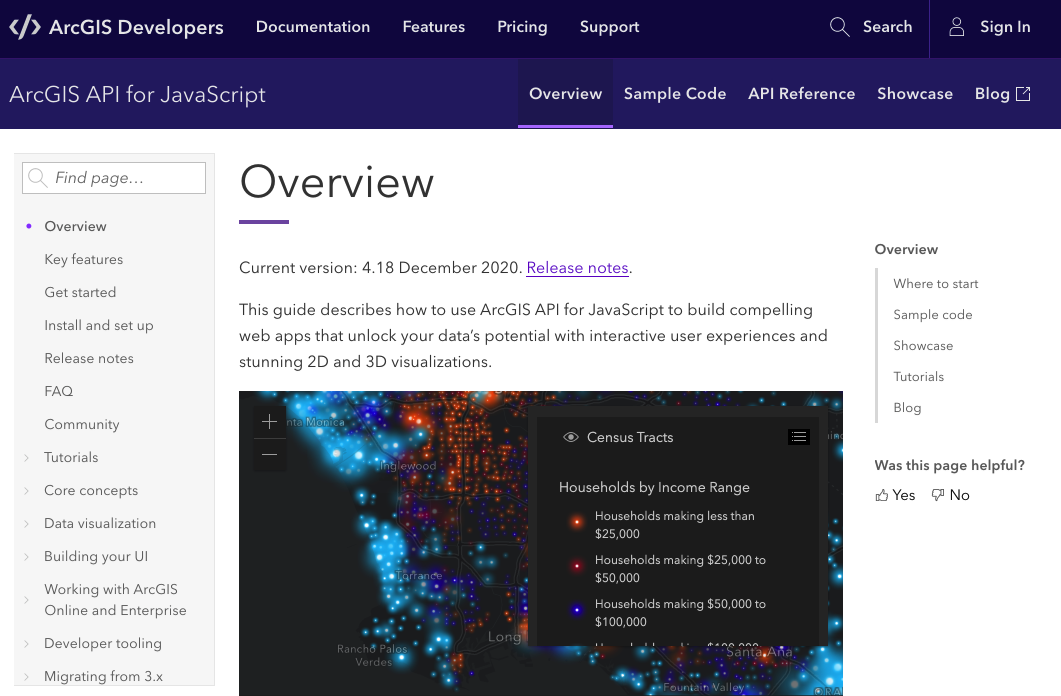 </> ArcGIS Developers
Documentation
Features
Pricing
Support
Search
Sign In
ArcGIS API for JavaScript
Overview
Sample Code
API Reference
Showcase
Blog
Find page…
Overview
Key features
Get started
Install and set up
Release notes
FAQ
Community
Tutorials
Core concepts
Data visualization
Building your UI
Working with ArcGIS
Online and Enterprise
Developer tooling
Migrating from 3.x
Overview
Current version: 4.18 December 2020. Release notes.
This guide describes how to use ArcGIS API for JavaScript to build compelling
web apps that unlock your data’s potential with interactive user experiences and
stunning 2D and 3D visualizations.
Monica
Inglewood
Torrance
Rancho Palos
Verdes
Long
Census Tracts
Households by Income Range
Households making less than
$25,000
Households making $25,000 to
$50,000
Households making $50,000 to
$100,000
Santa Ana
Fountain Valley
Overview
Where to start
Sample code
Showcase
Tutorials
Blog
Was this page helpful?
Yes
No